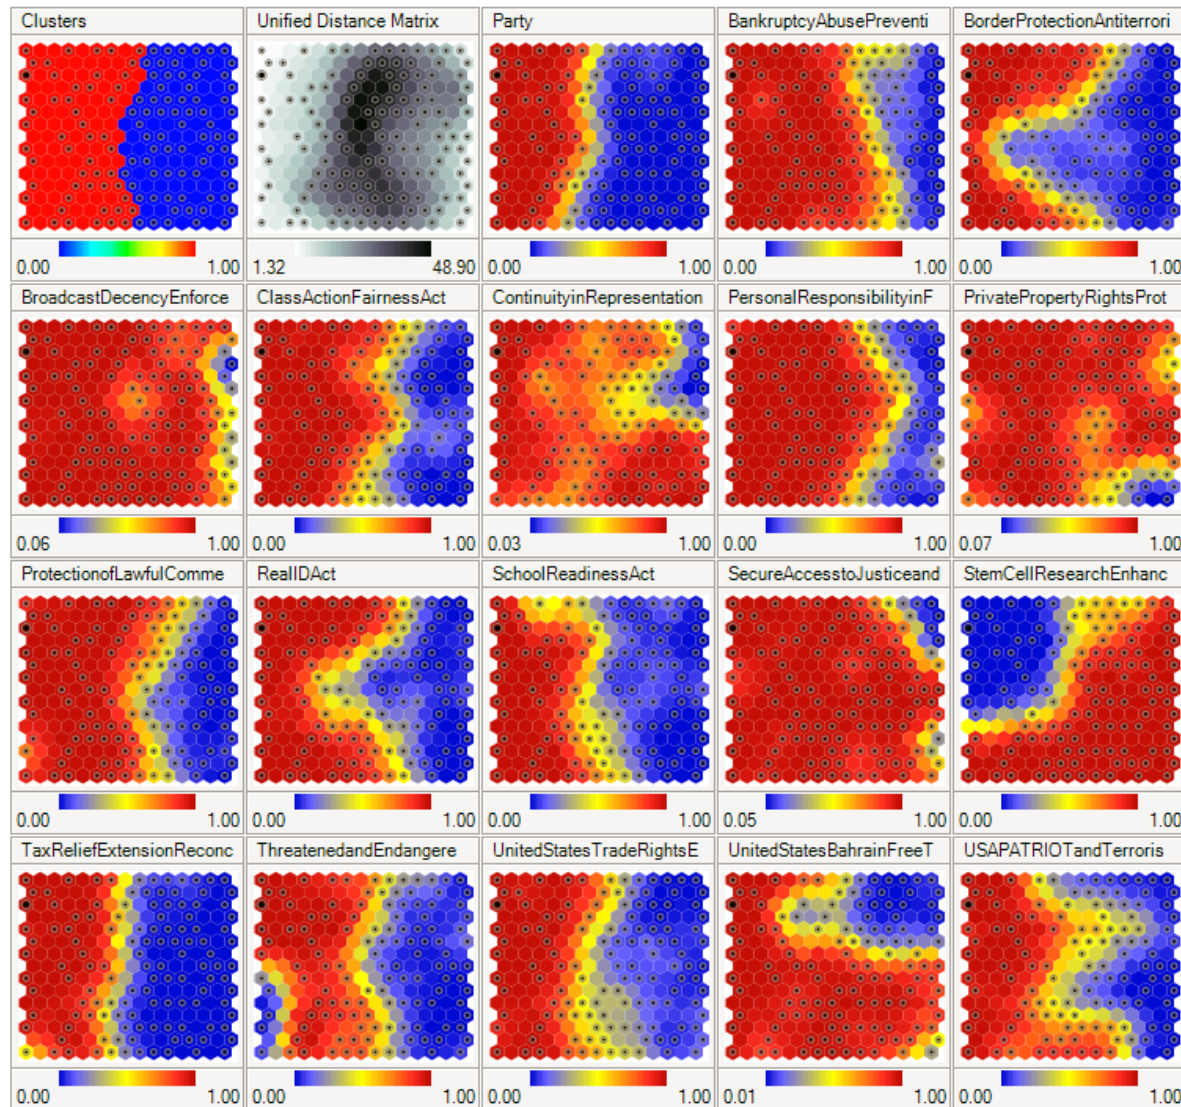 Clusters
Unified Distance Matrix
Party
BankruptcyAbusePreventi
BorderProtectionAntiterrori
0.00 1.00
1.32 48.90
0.00 1.00
0.00 1.00
0.00 1.00
BroadcastDecencyEnforce
ClassActionFairnessAct
ContinuityinRepresentation
PersonalResponsibilityinF
PrivatePropertyRightsProt
0.06 1.00
0.00 1.00
0.03 1.00
0.00 1.00
0.07 1.00
ProtectionofLawfulComme
RealIDAct
SchoolReadinessAct
SecureAccesstoJusticeand
StemCellResearchEnhanc
0.00 1.00
0.00 1.00
0.00 1.00
0.05 1.00
0.00 1.00
TaxReliefExtensionReconc
ThreatenedandEndangere
UnitedStatesTradeRightsE
UnitedStatesBahrainFreeT
USAPATRIOTandTerroris
0.00 1.00
0.00 1.00
0.00 1.00
0.01 1.00
0.00 1.00